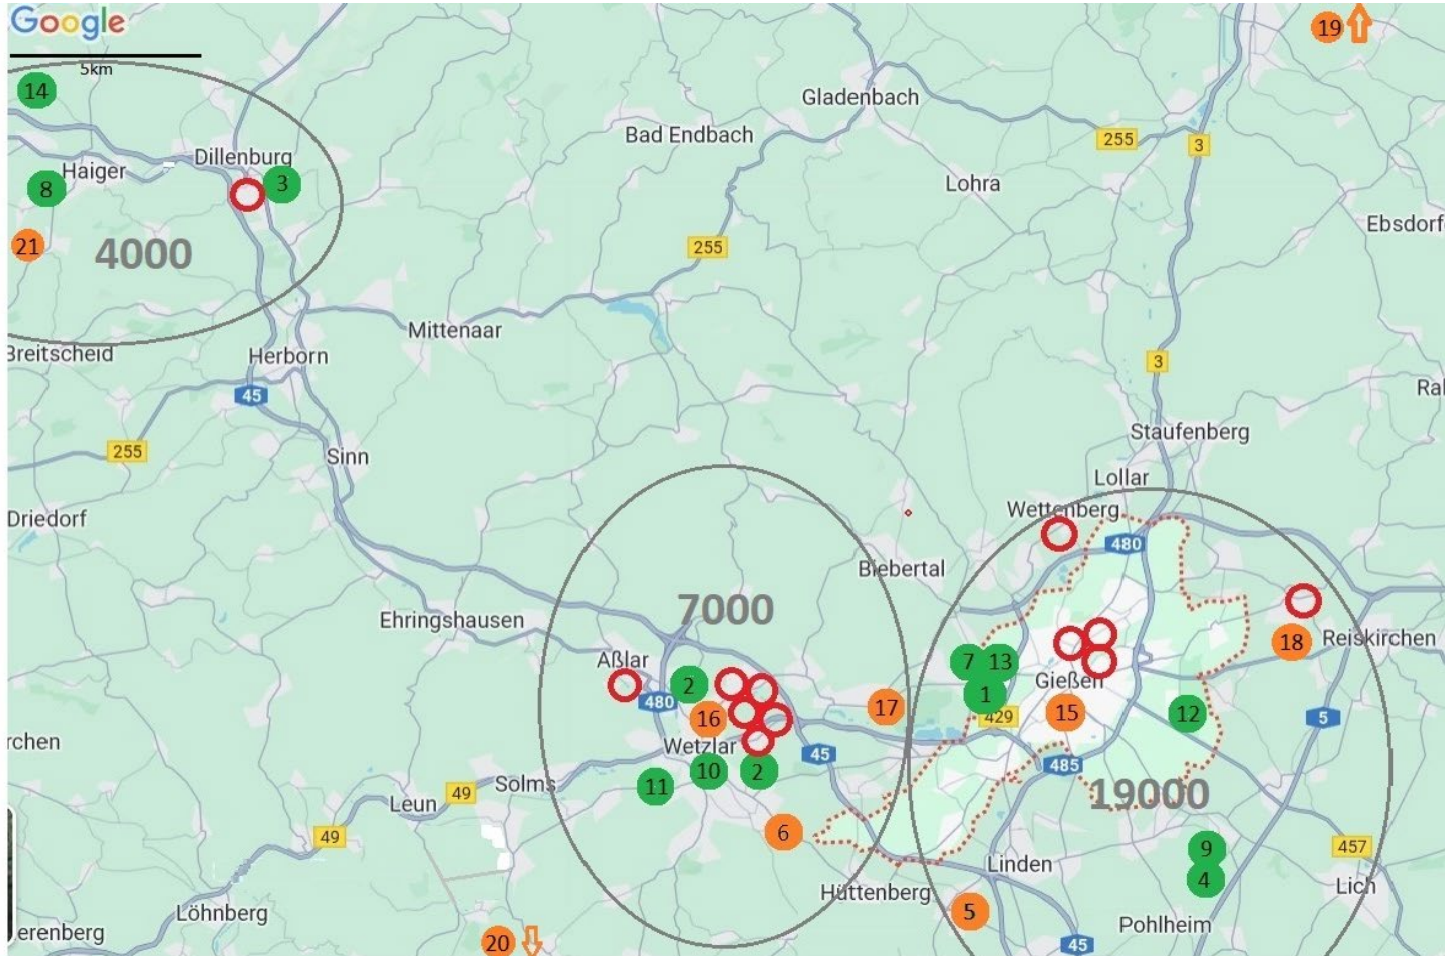 Google
5km
19
14
Gladenbach
Bad Endbach
255
3
Dillenburg
Haiger
3
8
Lohra
Ebsdorf
21
4000
255
Mittenaar
Breitscheid
Herborn
3
45
Ral
Staufenberg
255
Sinn
Lollar
Driedorf
Wettenberg
480
Biebertal
7000
Ehringshausen
18
Reiskirchen
Aßlar
7
13
2
480
Gießen
1
16
17
429
15
12
5
rchen
Wetzlar
45
485
10
2
11
Solms
49
Leun
19000
6
49
9
457
Linden
4
Lich
Hüttenberg
5
Löhnberg
Pohlheim
erenberg
20
45